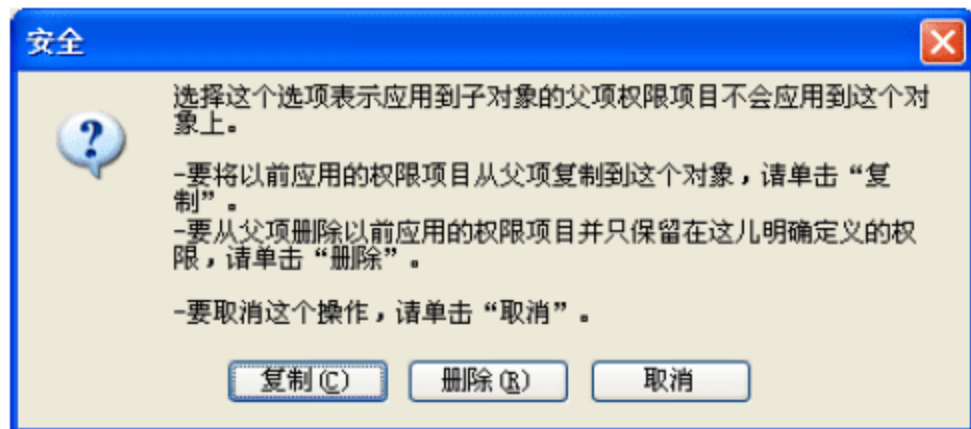 安全
选择这个选项表示应用到子对象的父项权限项目不会应用到这个对
象上。
-要将以前应用的权限项目从父项复制到这个对象，请单击“复
制”。
-要从父项删除以前应用的权限项目并只保留在这儿明确定义的权
限，请单击“删除”。
-要取消这个操作，请单击“取消”。
复制(C) 删除(R) 取消